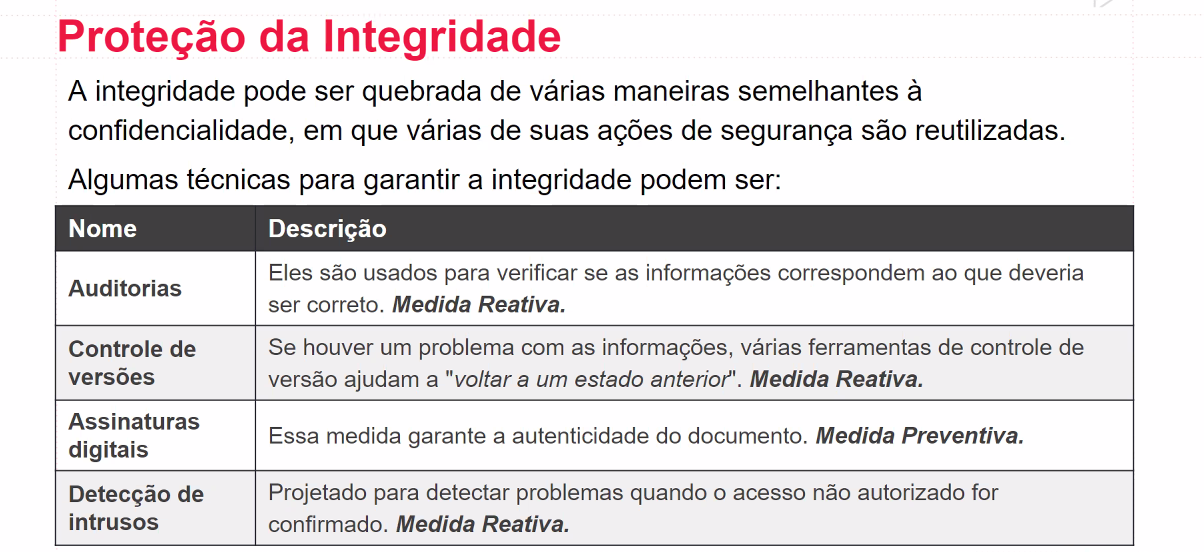 Proteção da Integridade
A integridade pode ser quebrada de várias maneiras semelhantes à
confidencialidade, em que várias de suas ações de segurança são reutilizadas.
Algumas técnicas para garantir a integridade podem ser:
Nome Descrição
Auditorias
Eles são usados para verificar se as informações correspondem ao que deveria
ser correto. Medida Reativa.
Controle de
versões
Se houver um problema com as informações, várias ferramentas de controle de
versão ajudam a "voltar a um estado anterior". Medida Reativa.
Assinaturas
digitais
Essa medida garante a autenticidade do documento. Medida Preventiva.
Detecção de
intrusos
Projetado para detectar problemas quando o acesso não autorizado for
confirmado. Medida Reativa.